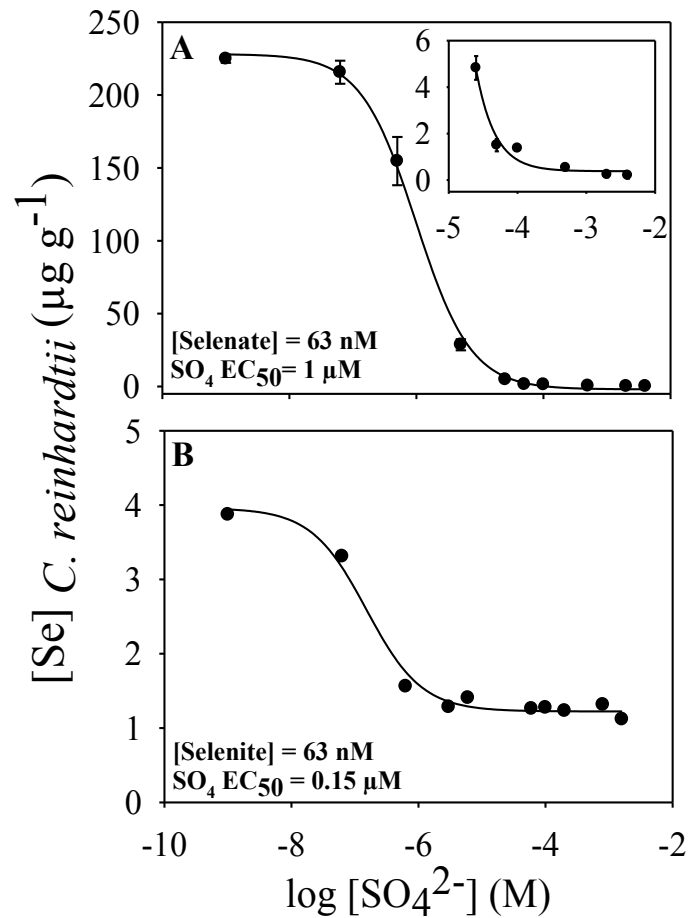 [Se] C. reinhardtii (µg g⁻¹)
A
250
200
150
100
50
0
6
4
2
0
-5 -4 -3 -2
[Selenate] = 63 nM
SO₄ EC₅₀= 1 µM
B
5
4
3
2
1
0
[Selenite] = 63 nM
SO₄ EC₅₀ = 0.15 µM
-10 -8 -6 -4 -2
log [SO₄²⁻] (M)